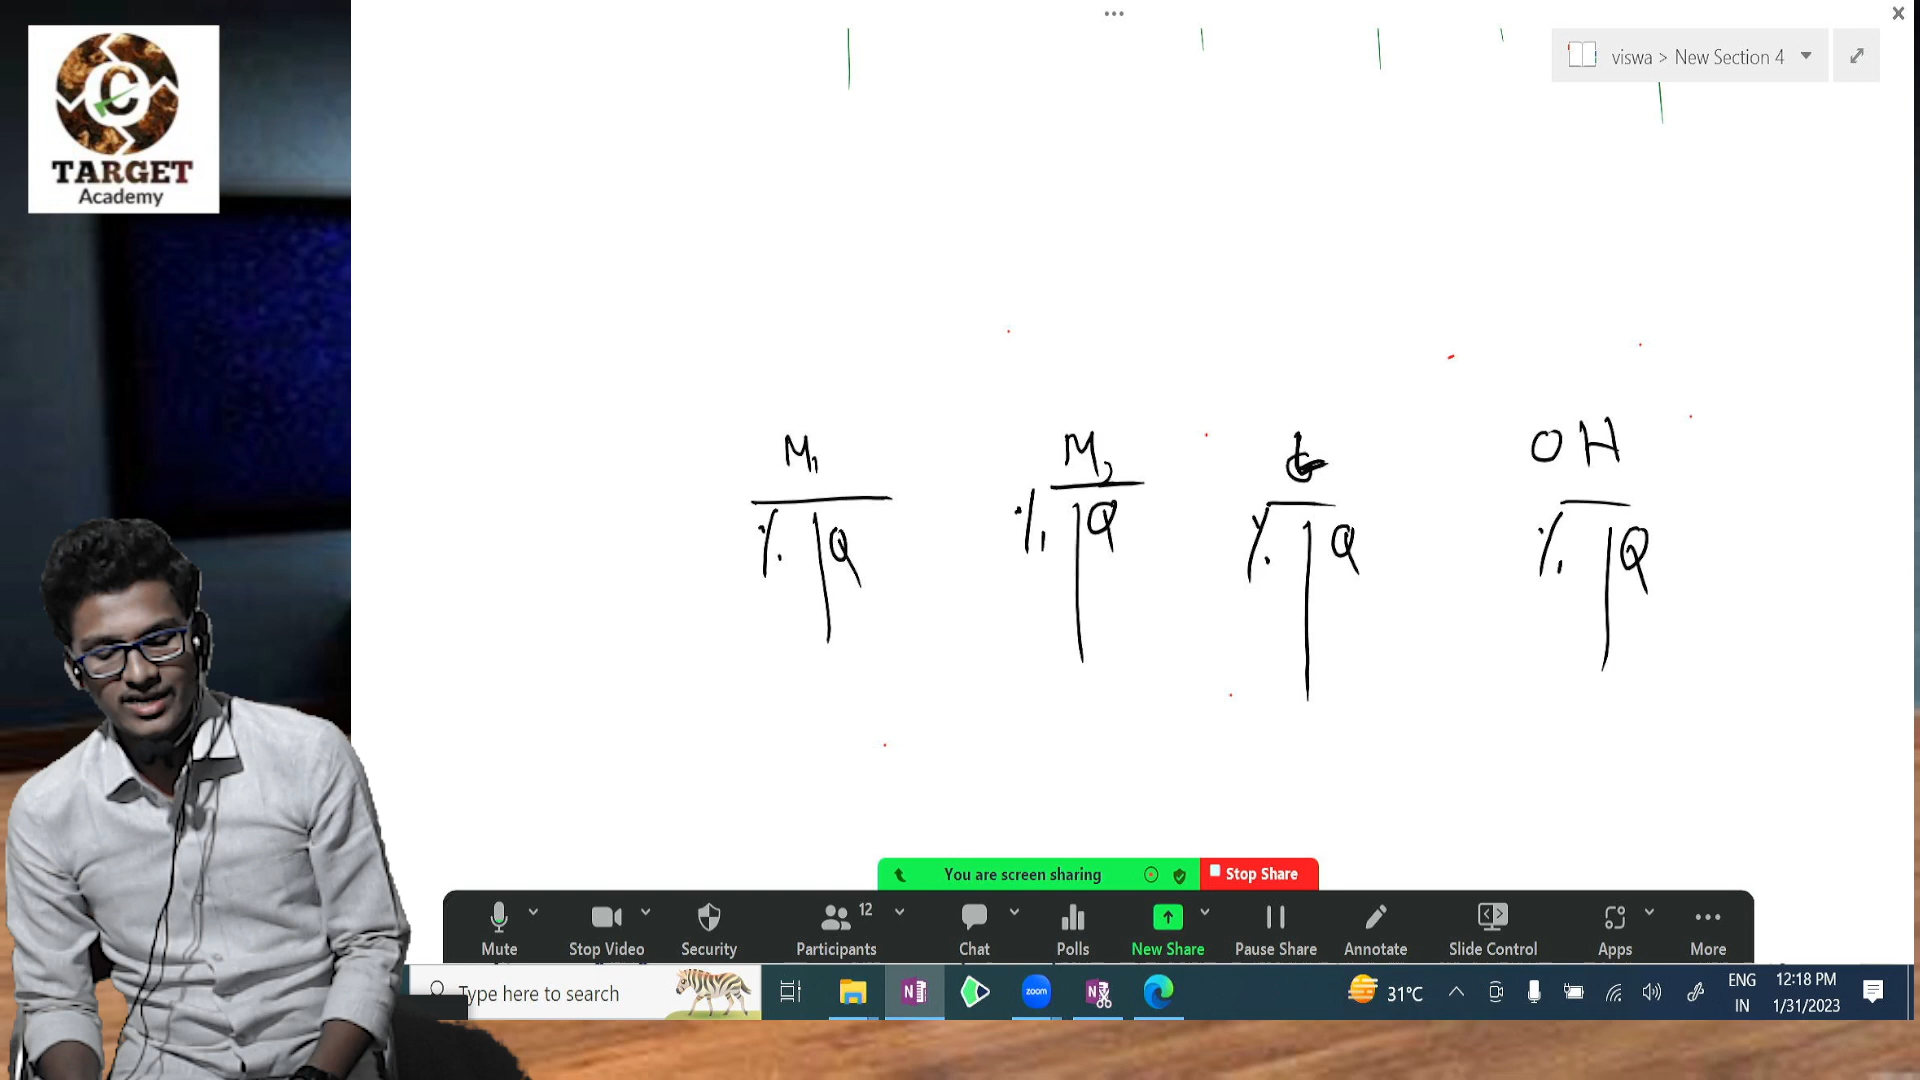 TARGET
Academy
viswa > New Section 4
M₁
M₂
L
OH
% Q
% Q
% Q
% Q
You are screen sharing
Stop Share
Mute
Stop Video
Security
12
Participants
Chat
Polls
New Share
Pause Share
Annotate
Slide Control
Apps
More
Type here to search
zoom
31°C
ENG
IN
12:18 PM
1/31/2023